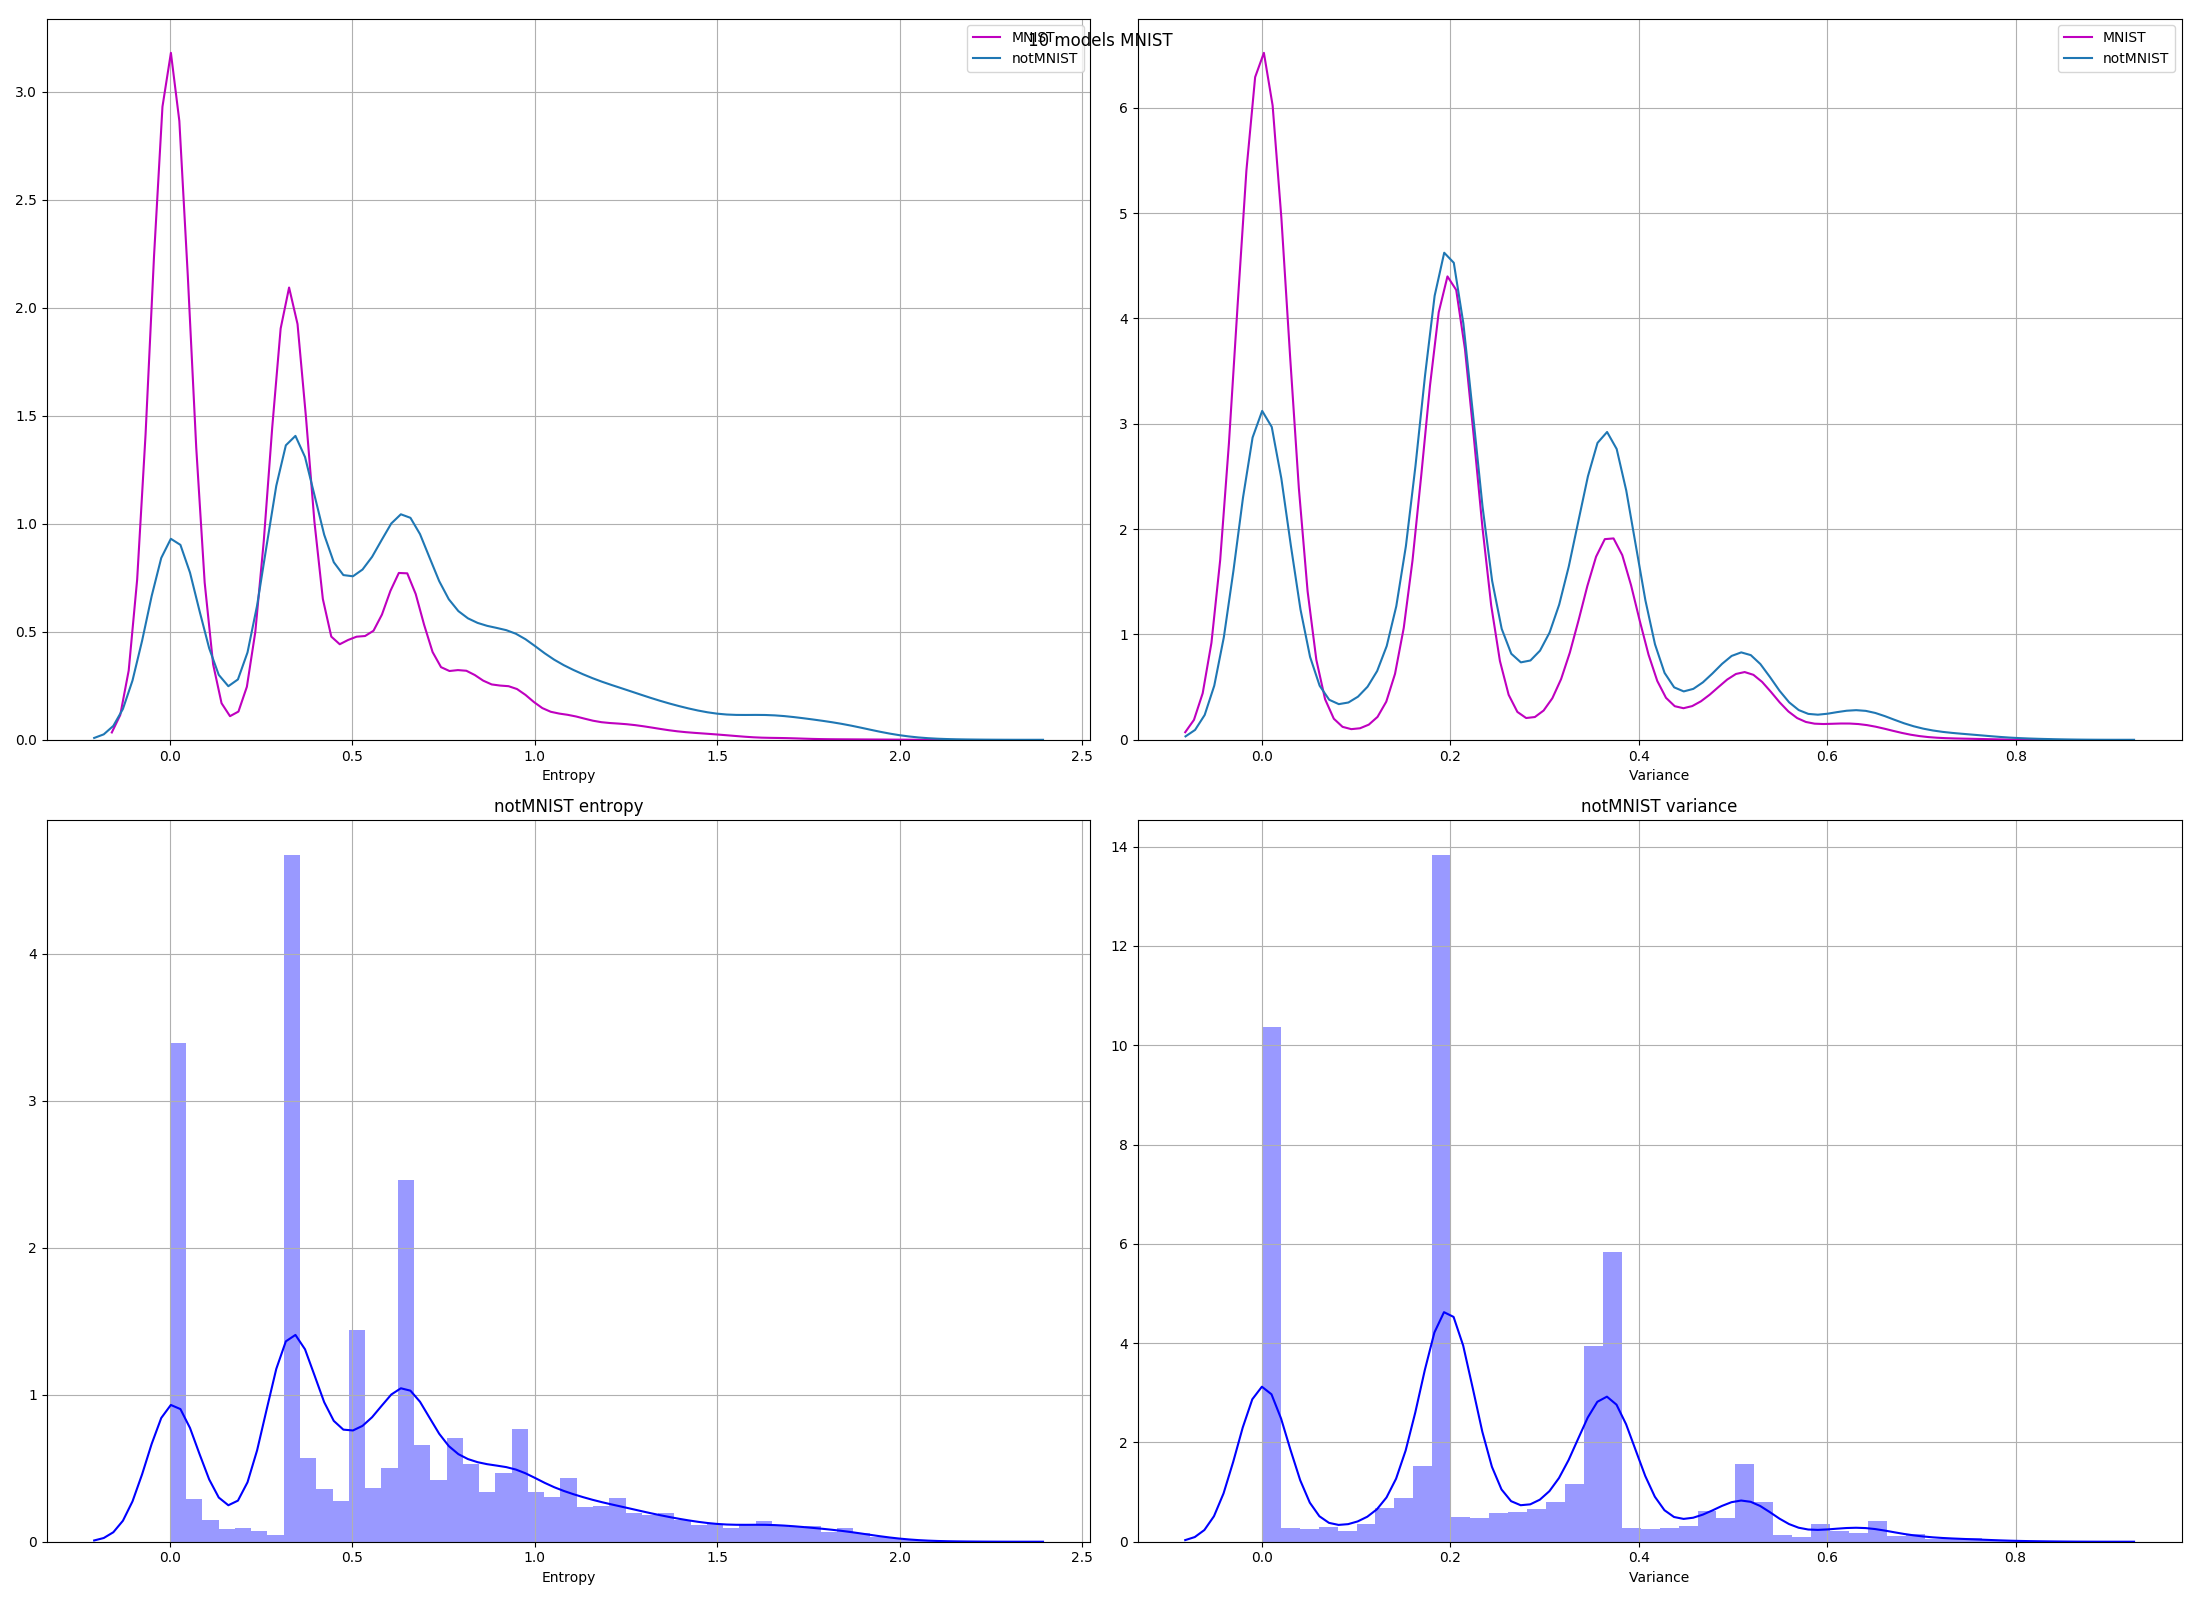 10 models MNIST
MNIST
notMNIST
3.0
2.5
2.0
1.5
1.0
0.5
0.0
0.0 0.5 1.0 1.5 2.0 2.5
Entropy
MNIST
notMNIST
6
5
4
3
2
1
0
0.0 0.2 0.4 0.6 0.8
Variance
notMNIST entropy
4
3
2
1
0
0.0 0.5 1.0 1.5 2.0 2.5
Entropy
notMNIST variance
14
12
10
8
6
4
2
0
0.0 0.2 0.4 0.6 0.8
Variance